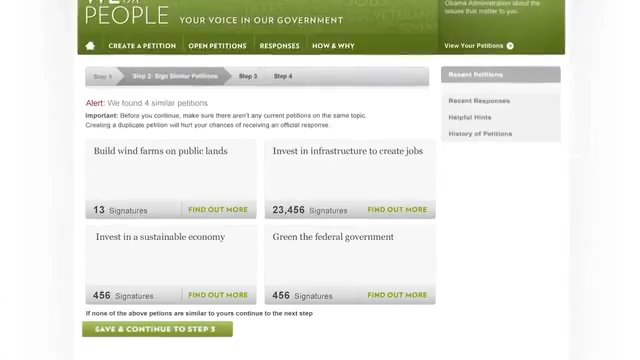 WE the
PEOPLE YOUR VOICE IN OUR GOVERNMENT
Obama Administration about the
issues that matter to you.
CREATE A PETITION OPEN PETITIONS RESPONSES HOW & WHY
View Your Petitions
Step 1 Step 2: Sign Similar Petitions Step 3 Step 4
Recent Petitions
Recent Responses
Helpful Hints
History of Petitions
Alert: We found 4 similar petitions
Important: Before you continue, make sure there aren't any current petitions on the same topic.
Creating a duplicate petition will hurt your chances of receiving an official response.
Build wind farms on public lands
13 Signatures FIND OUT MORE
Invest in infrastructure to create jobs
23,456 Signatures FIND OUT MORE
Invest in a sustainable economy
456 Signatures FIND OUT MORE
Green the federal government
456 Signatures FIND OUT MORE
If none of the above petions are similar to yours continue to the next step
SAVE & CONTINUE TO STEP 3